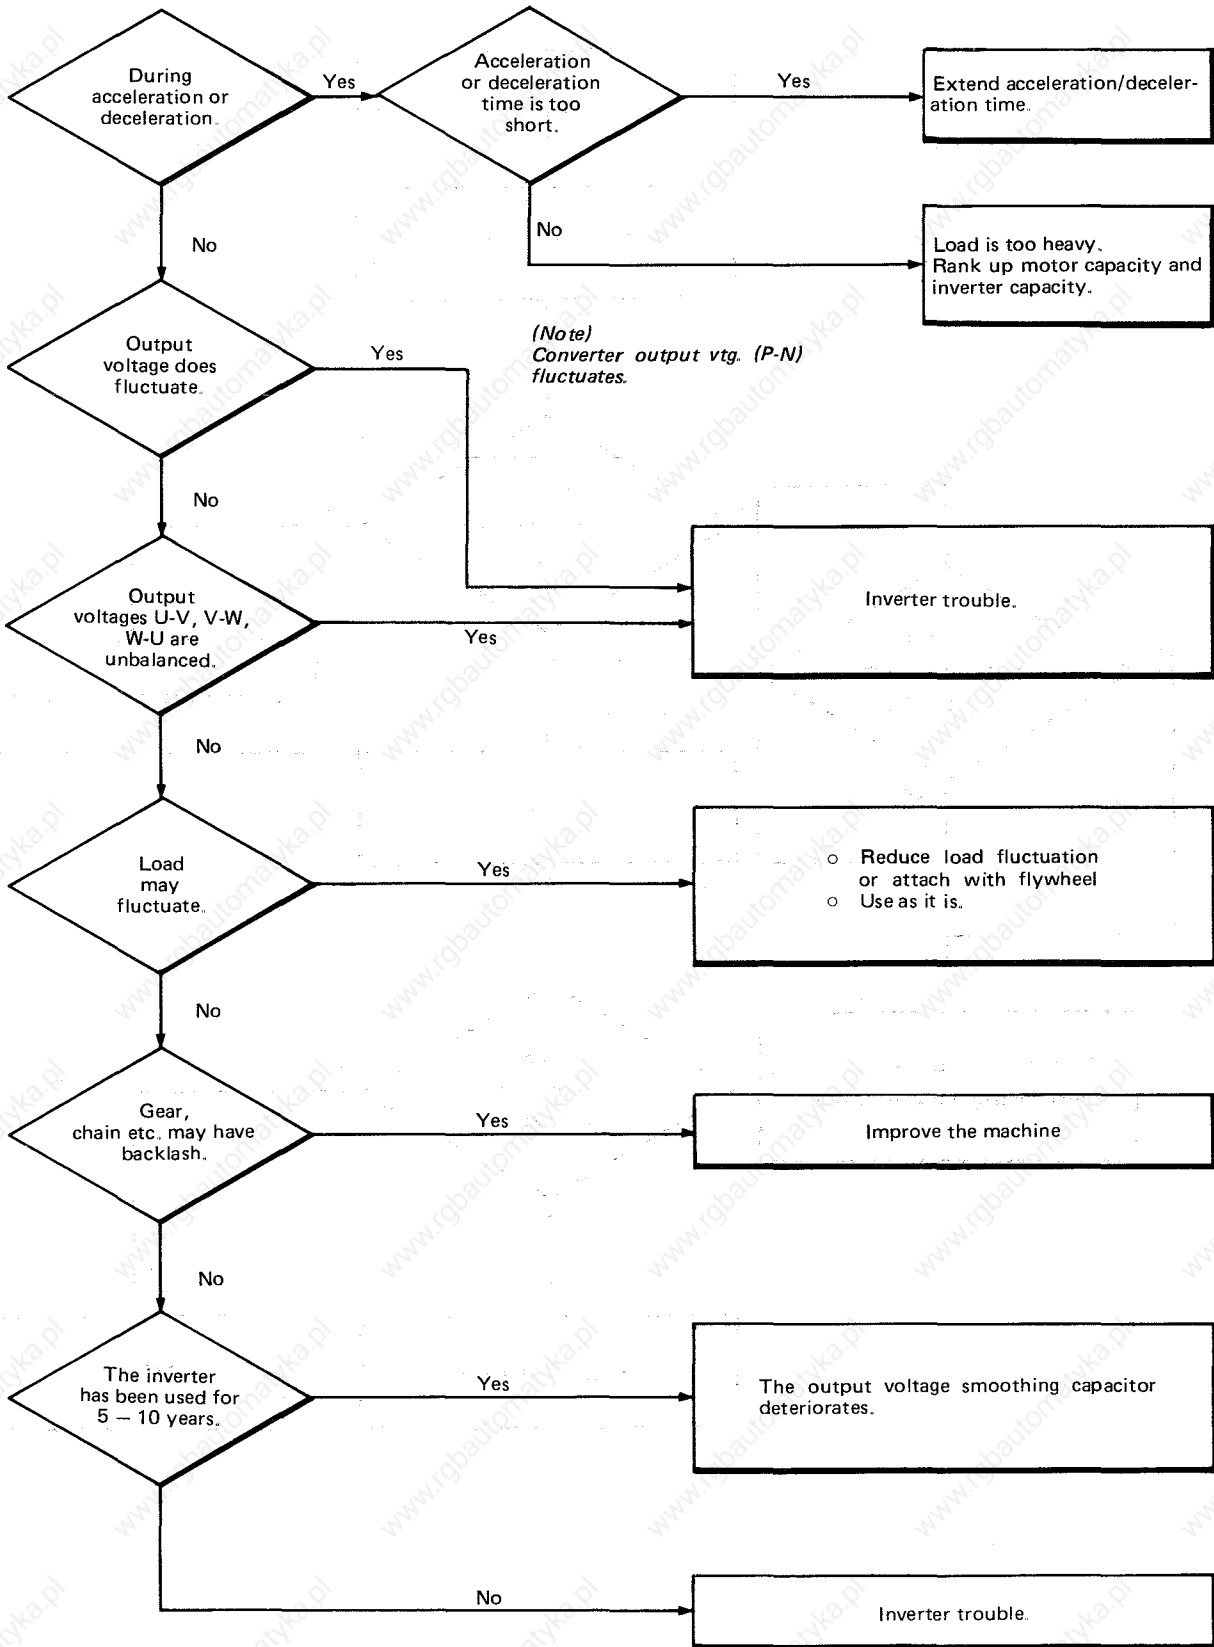 During
acceleration or
deceleration.
Yes
Acceleration
or deceleration
time is too
short.
Yes
Extend acceleration/deceler-
ation time.
No
No
Load is too heavy.
Rank up motor capacity and
inverter capacity.
Output
voltage does
fluctuate.
Yes
(Note)
Converter output vtg. (P-N)
fluctuates.
No
Output
voltages U-V, V-W,
W-U are
unbalanced.
Yes
Inverter trouble.
No
Load
may
fluctuate.
Yes
○ Reduce load fluctuation
or attach with flywheel
○ Use as it is.
No
Gear,
chain etc. may have
backlash.
Yes
Improve the machine
No
The inverter
has been used for
5 – 10 years.
Yes
The output voltage smoothing capacitor
deteriorates.
No
Inverter trouble.
www.rgbautomatyka.pl